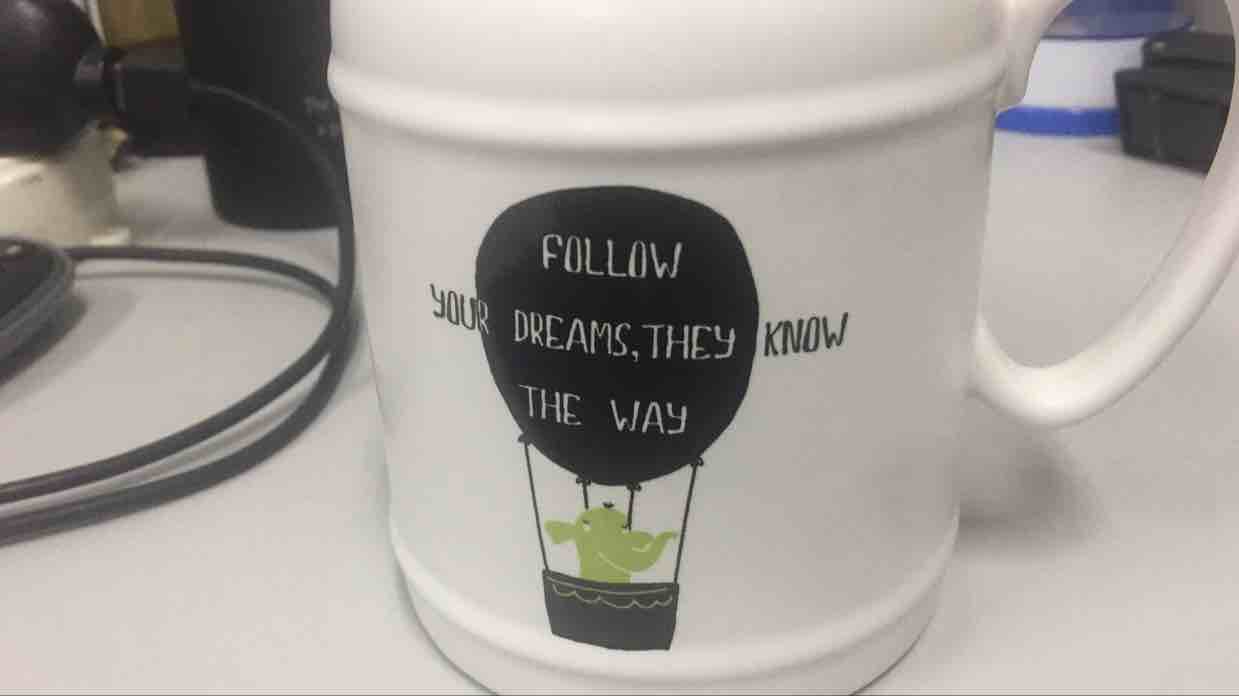 FOLLOW
YOUR DREAMS, THEY KNOW
THE WAY